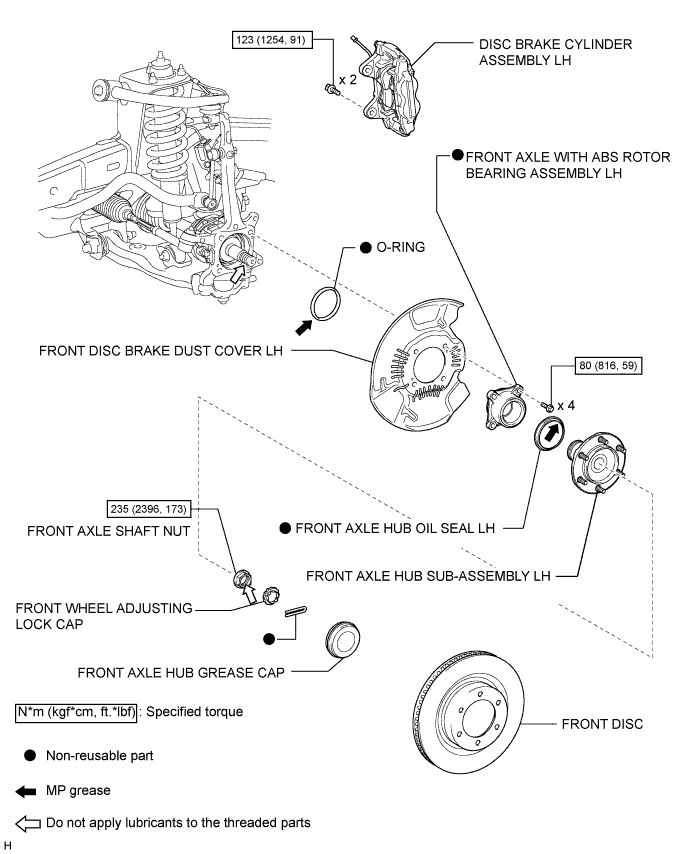 123 (1254, 91)
x 2
DISC BRAKE CYLINDER
ASSEMBLY LH
FRONT AXLE WITH ABS ROTOR
BEARING ASSEMBLY LH
O-RING
FRONT DISC BRAKE DUST COVER LH
80 (816, 59)
x 4
235 (2396, 173)
FRONT AXLE SHAFT NUT
FRONT AXLE HUB OIL SEAL LH
FRONT AXLE HUB SUB-ASSEMBLY LH
FRONT WHEEL ADJUSTING
LOCK CAP
FRONT AXLE HUB GREASE CAP
N*m (kgf*cm, ft.*lbf) : Specified torque
FRONT DISC
Non-reusable part
MP grease
Do not apply lubricants to the threaded parts
H